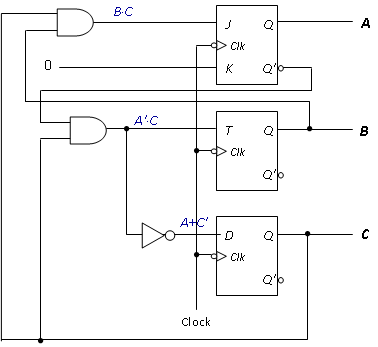 B·C
J Q A
Clk
0 K Q'
A'·C
T Q B
Clk
Q'
A+C'
D Q C
Clk
Q'
Clock